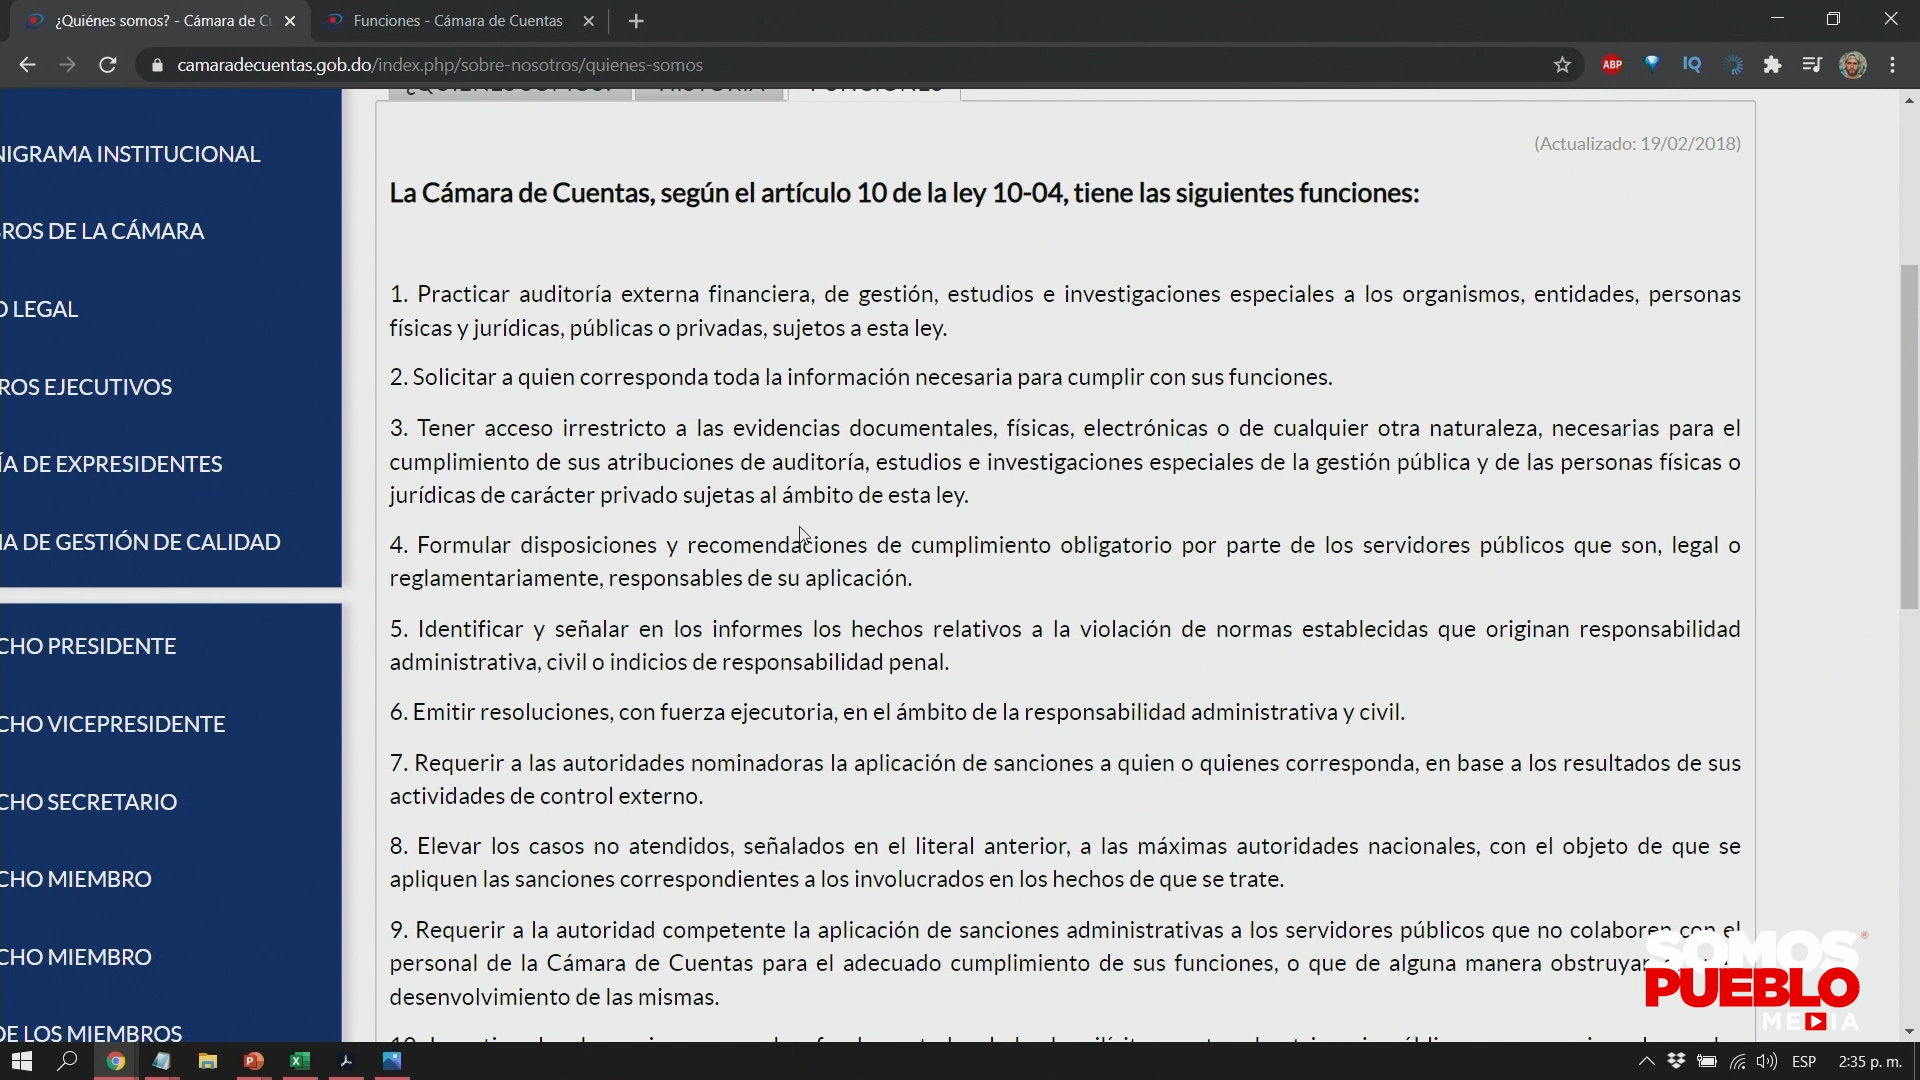 ¿Quiénes somos? - Cámara de Cu
Funciones - Cámara de Cuentas
camaradecuentas.gob.do/index.php/sobre-nosotros/quienes-somos
ABP
IQ
¿QUIENES SOMOS?
HISTORIA
FUNCIONES
NIGRAMA INSTITUCIONAL
ROS DE LA CÁMARA
O LEGAL
ROS EJECUTIVOS
ÍA DE EXPRESIDENTES
A DE GESTIÓN DE CALIDAD
CHO PRESIDENTE
CHO VICEPRESIDENTE
CHO SECRETARIO
CHO MIEMBRO
CHO MIEMBRO
DE LOS MIEMBROS
(Actualizado: 19/02/2018)
La Cámara de Cuentas, según el artículo 10 de la ley 10-04, tiene las siguientes funciones:
1. Practicar auditoría externa financiera, de gestión, estudios e investigaciones especiales a los organismos, entidades, personas
físicas y jurídicas, públicas o privadas, sujetos a esta ley.
2. Solicitar a quien corresponda toda la información necesaria para cumplir con sus funciones.
3. Tener acceso irrestricto a las evidencias documentales, físicas, electrónicas o de cualquier otra naturaleza, necesarias para el
cumplimiento de sus atribuciones de auditoría, estudios e investigaciones especiales de la gestión pública y de las personas físicas o
jurídicas de carácter privado sujetas al ámbito de esta ley.
4. Formular disposiciones y recomendaciones de cumplimiento obligatorio por parte de los servidores públicos que son, legal o
reglamentariamente, responsables de su aplicación.
5. Identificar y señalar en los informes los hechos relativos a la violación de normas establecidas que originan responsabilidad
administrativa, civil o indicios de responsabilidad penal.
6. Emitir resoluciones, con fuerza ejecutoria, en el ámbito de la responsabilidad administrativa y civil.
7. Requerir a las autoridades nominadoras la aplicación de sanciones a quien o quienes corresponda, en base a los resultados de sus
actividades de control externo.
8. Elevar los casos no atendidos, señalados en el literal anterior, a las máximas autoridades nacionales, con el objeto de que se
apliquen las sanciones correspondientes a los involucrados en los hechos de que se trate.
9. Requerir a la autoridad competente la aplicación de sanciones administrativas a los servidores públicos que no colaboren con el
personal de la Cámara de Cuentas para el adecuado cumplimiento de sus funciones, o que de alguna manera obstruyan
desenvolvimiento de las mismas.
SOMOS
PUEBLO
MEDIA
ESP
2:35 p. m.